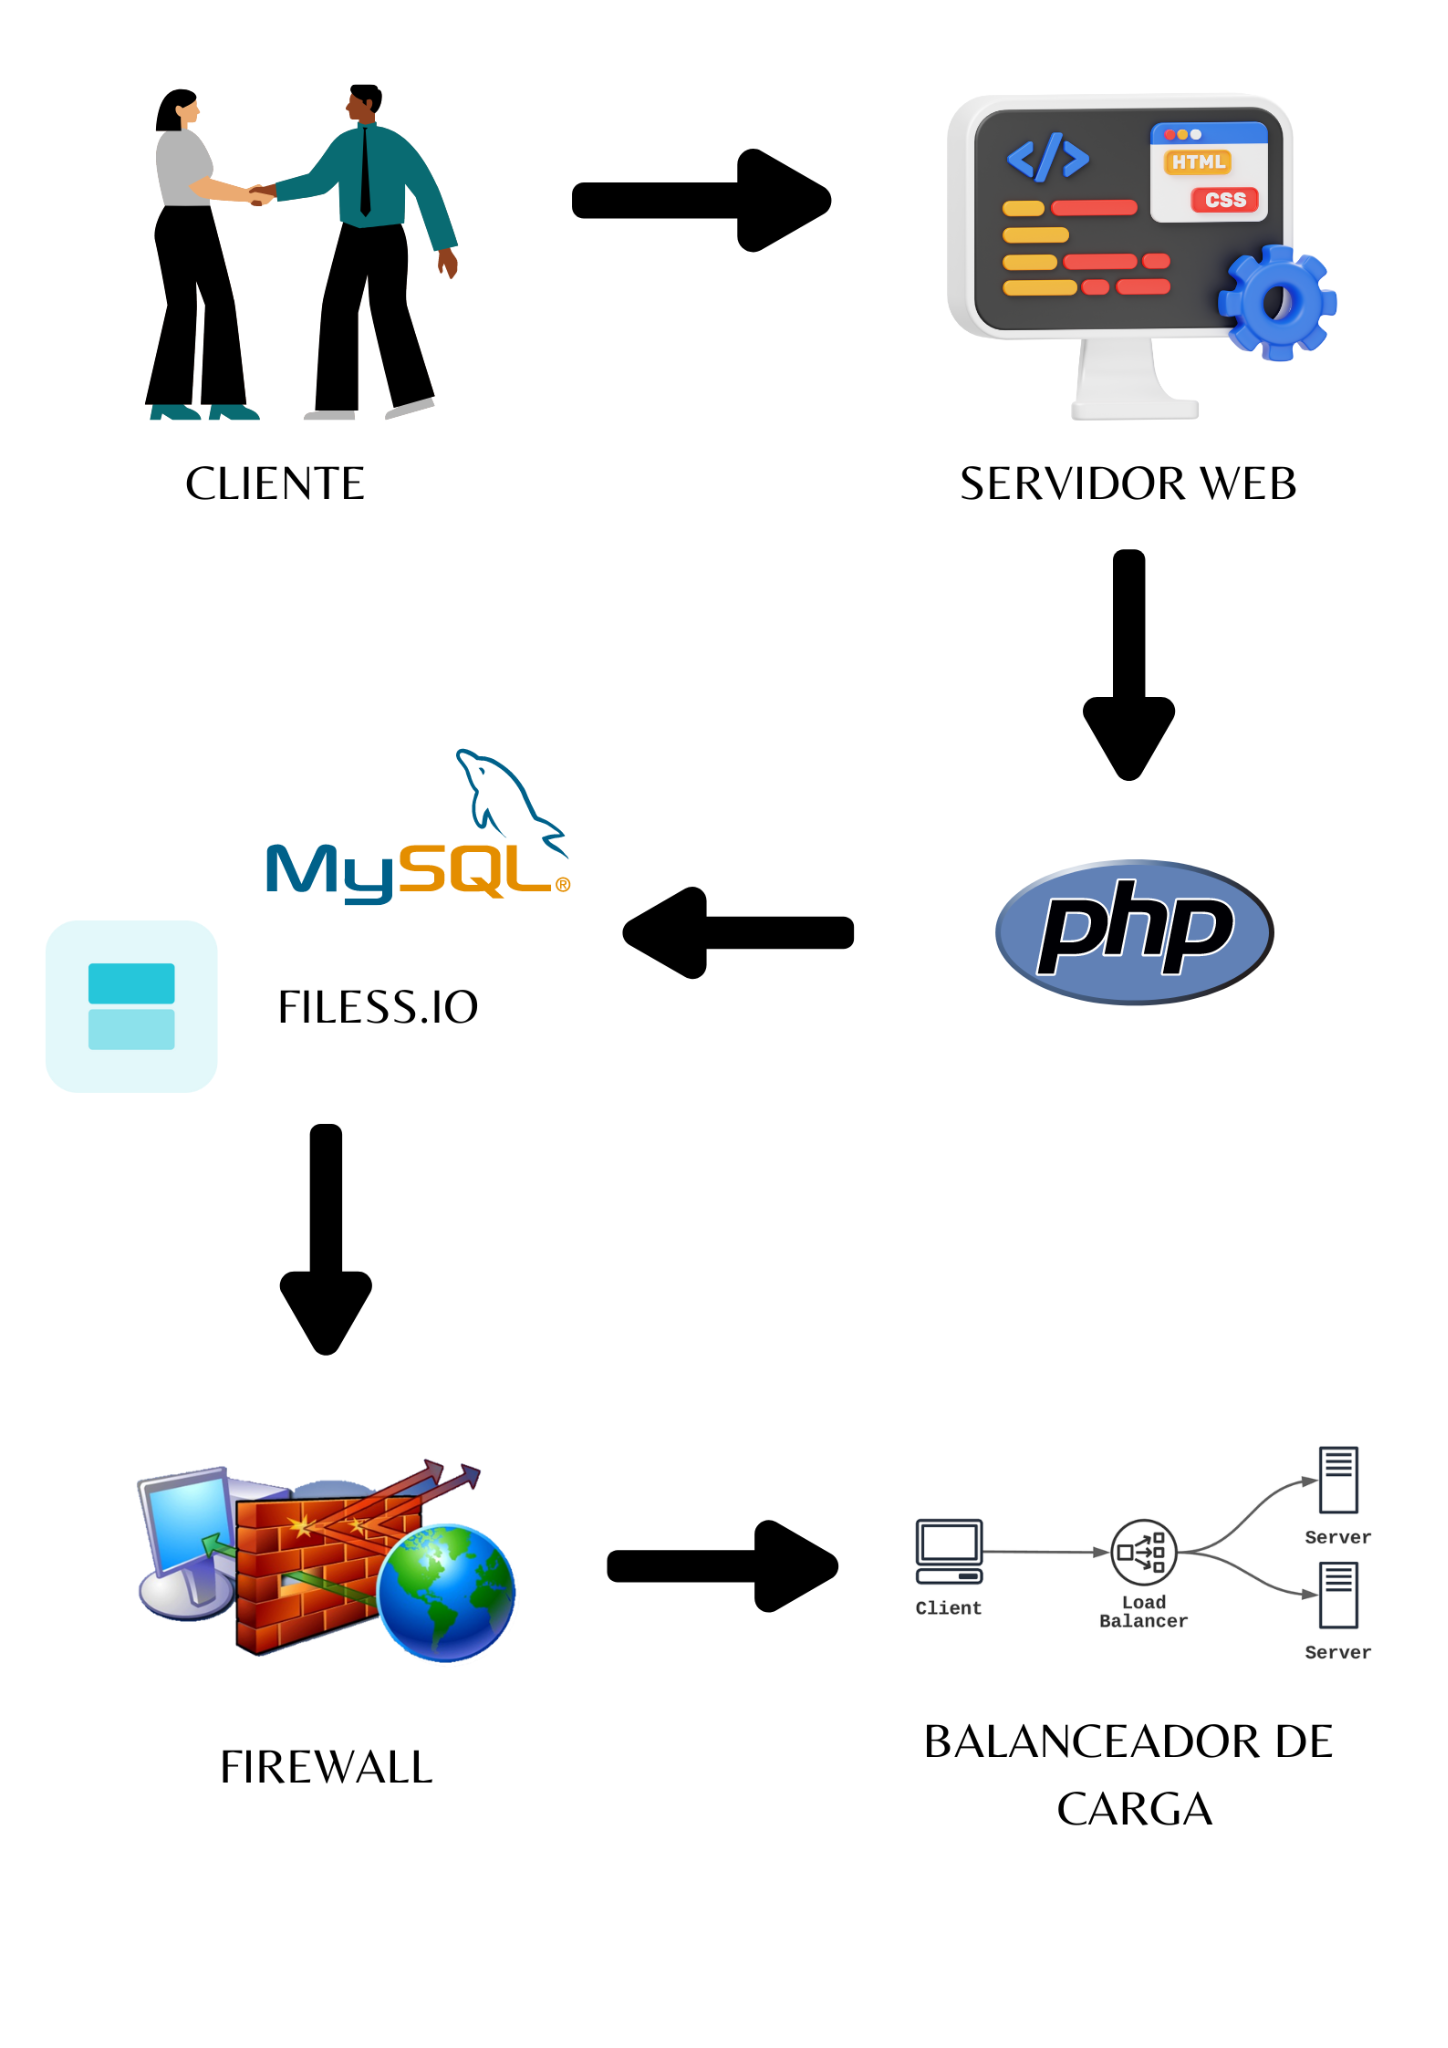 HTML
CSS
CLIENTE
SERVIDOR WEB
MySQL®
php
FILESS.IO
Client
Load
Balancer
Server
Server
FIREWALL
BALANCEADOR DE
CARGA